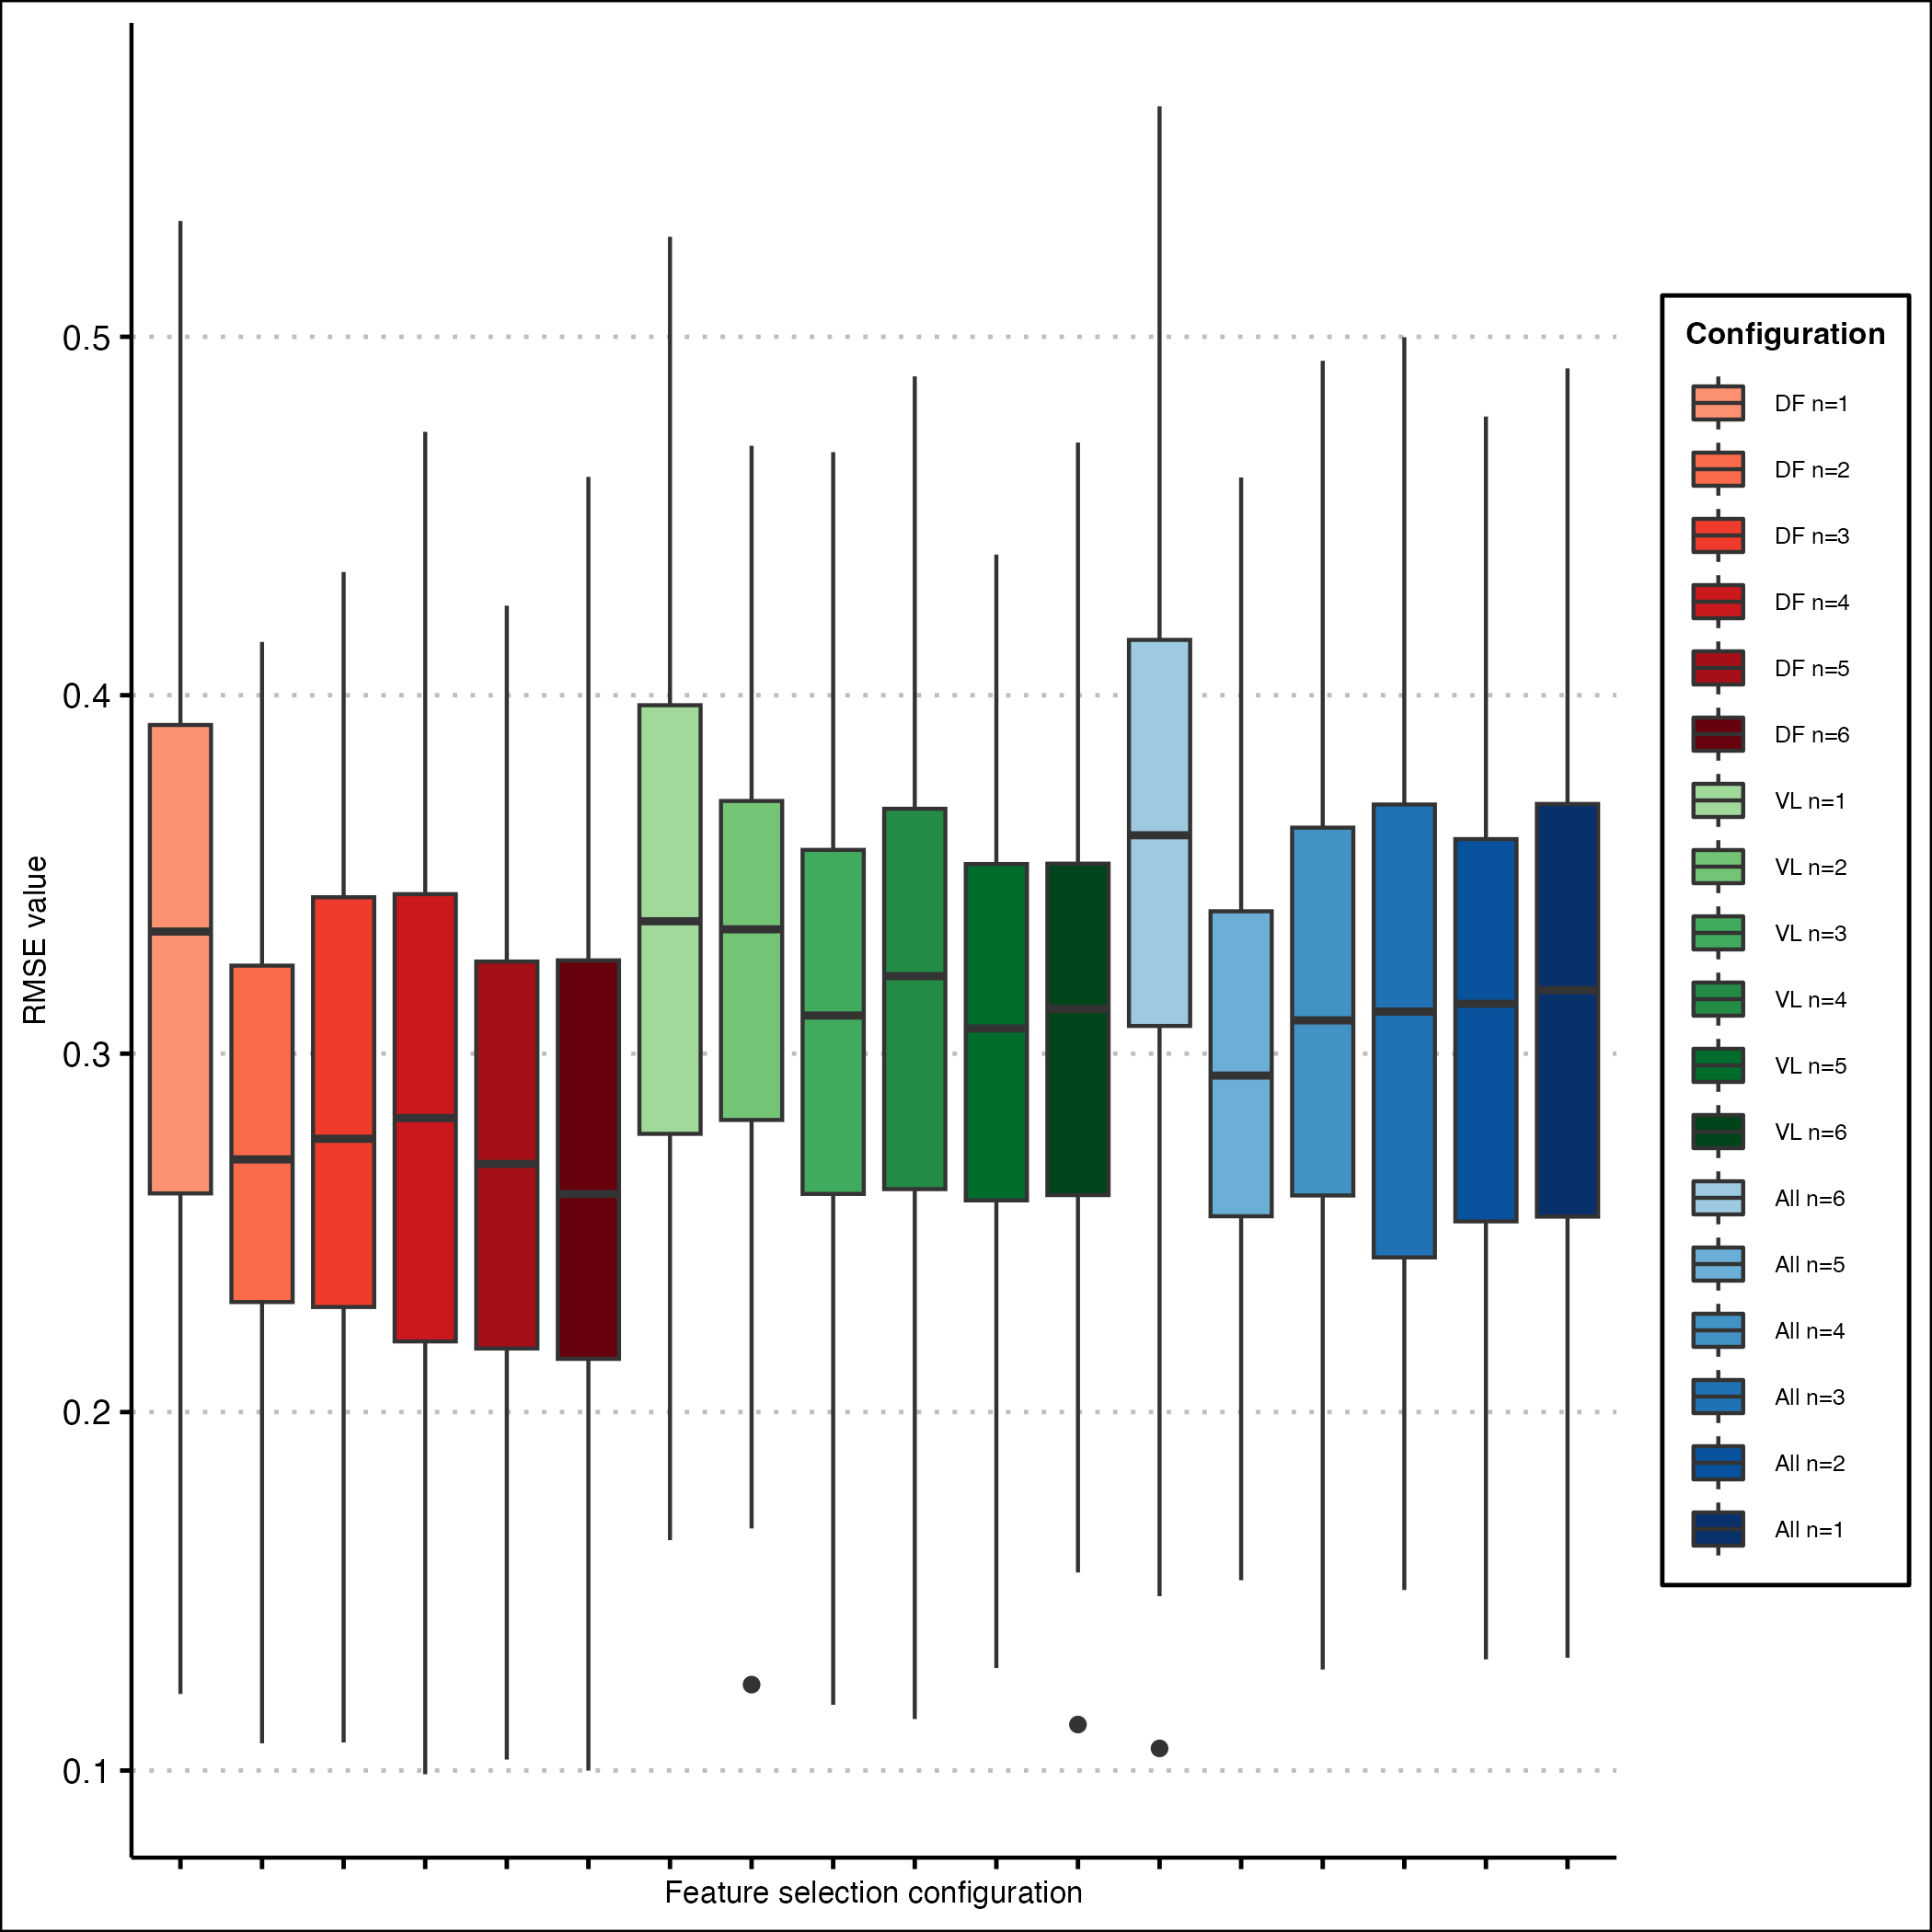 RMSE value
0.5
0.4
0.3
0.2
0.1
Feature selection configuration
Configuration
DF n=1
DF n=2
DF n=3
DF n=4
DF n=5
DF n=6
VL n=1
VL n=2
VL n=3
VL n=4
VL n=5
VL n=6
All n=6
All n=5
All n=4
All n=3
All n=2
All n=1